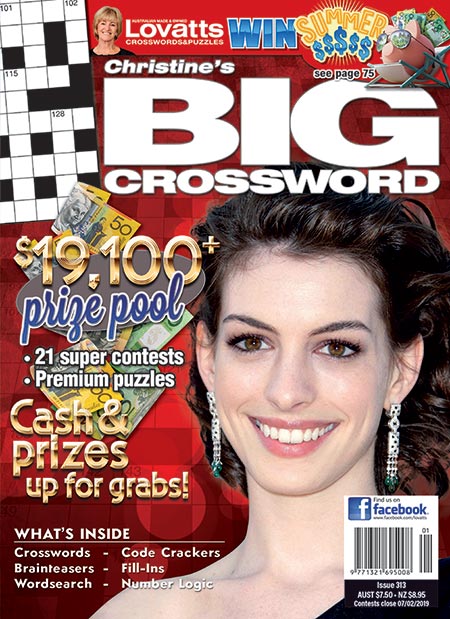 101
102
115
128
AUSTRALIAN MADE & OWNED
Lovatts
CROSSWORDS&PUZZLES
WIN SUMMER
$$$$$
see page 75
Christine's
BIG
CROSSWORD
$19,100+
prize pool
• 21 super contests
• Premium puzzles
Cash &
prizes
up for grabs!
WHAT'S INSIDE
Crosswords - Code Crackers
Brainteasers - Fill-Ins
Wordsearch - Number Logic
Find us on
facebook
www.facebook.com/lovatts
01
9 771321 695008
Issue 313
AUST $7.50 • NZ $8.95
Contests close 07/02/2019